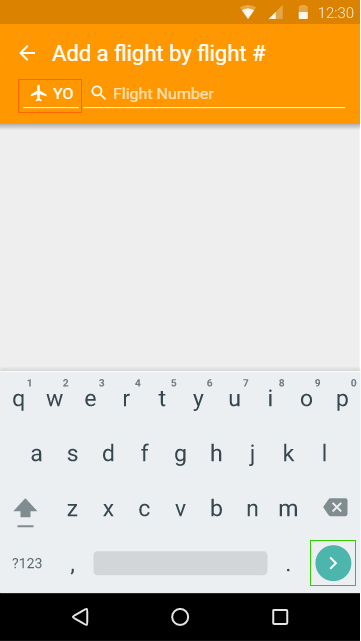 12:30
Add a flight by flight #
YO Flight Number
1 2 3 4 5 6 7 8 9 0
q w e r t y u i o p
a s d f g h j k l
z x c v b n m
?123 , .